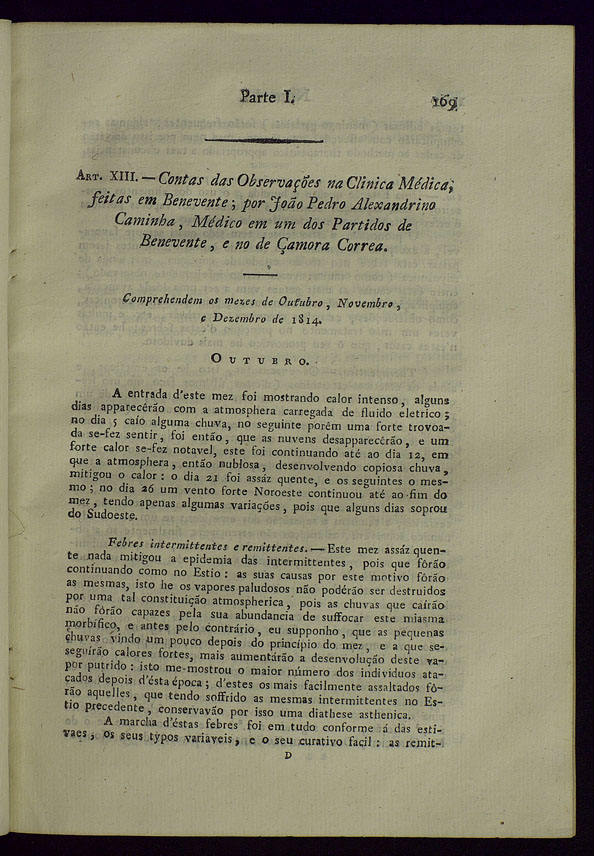 Parte I. 169
ART. XIII. — Contas das Observações na Clinica Médica,
feitas em Benevente; por João Pedro Alexandrino
Caminha, Médico em um dos Partidos de
Benevente, e no de Çamora Correa.
Comprehendem os mezes de Outubro, Novembro,
e Dezembro de 1814.
OUTUBRO.
A entrada d'este mez foi mostrando calor intenso, alguns
dias apparecêrão com a atmosphera carregada de fluido eletrico;
no dia 5 caío alguma chuva, no seguinte porêm uma forte trovoa-
da se-fez sentir, foi então, que as nuvens desapparecêrão, e um
forte calor se-fez notavel, este foi continuando até ao dia 12, em
que a atmosphera, então nublosa, desenvolvendo copiosa chuva,
mitigou o calor: o dia 21 foi assáz quente, e os seguintes o mes-
mo; no dia 26 um vento forte Noroeste continuou até ao fim do
mez, tendo apenas algumas variações, pois que alguns dias soprou
do Sudoeste.
Febres intermittentes e remittentes. — Este mez assáz quen-
te nada mitigou a epidemia das intermittentes, pois que fôrão
continuando como no Estio: as suas causas por este motivo fôrão
as mesmas, isto he os vapores paludosos não podérão ser destruidos
por uma tal constituição atmospherica, pois as chuvas que caírão
não fôrão capazes pela sua abundancia de suffocar este miasma
morbífico, e antes pelo contrário, eu supponho, que as pequenas
chuvas vindo um pouco depois do princípio do mez, e a que se-
seguírão calores fortes, mais aumentárão a desenvolução deste va-
por putrido: isto me-mostrou o maior número dos individuos ata-
cados depois d'ésta época; d'estes os mais facilmente assaltados fô-
rão aquelles, que tendo soffrido as mesmas intermittentes no Es-
tio precedente, conservavão por isso uma diathese asthenica.
A marcha d'éstas febres foi em tudo conforme á das esti-
vaes, os seus typos variaveis, e o seu curativo facil: as remit-
D